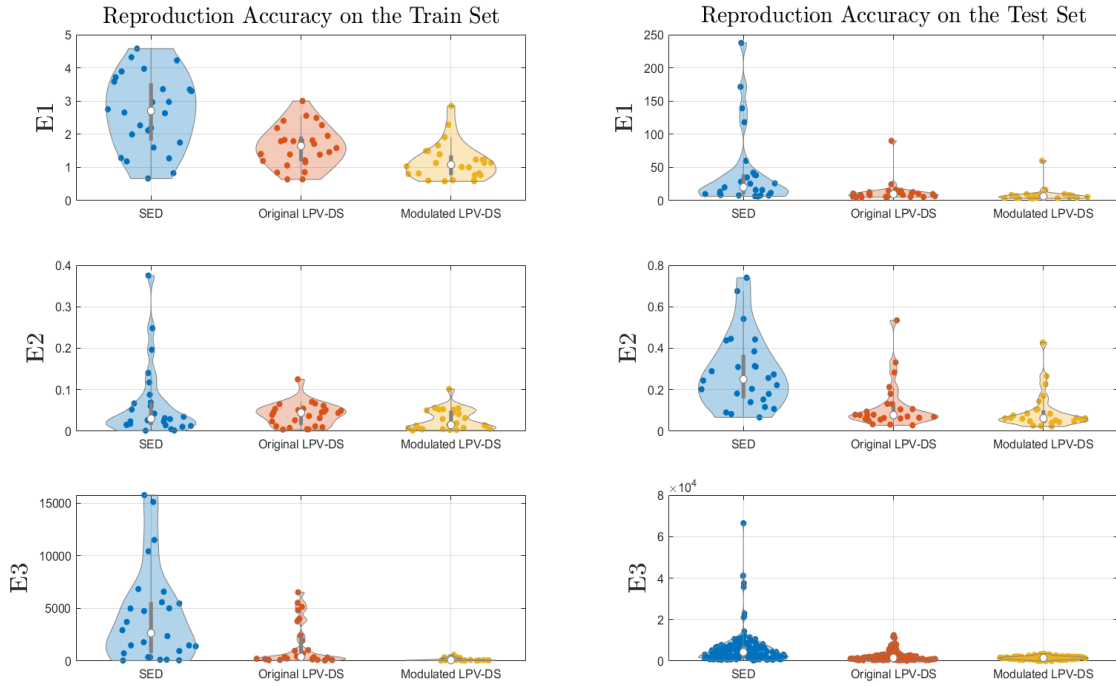 Reproduction Accuracy on the Train Set
E1
5
4
3
2
1
0
SED
Original LPV-DS
Modulated LPV-DS
Reproduction Accuracy on the Test Set
E1
250
200
150
100
50
0
SED
Original LPV-DS
Modulated LPV-DS
E2
0.4
0.3
0.2
0.1
0
SED
Original LPV-DS
Modulated LPV-DS
E2
0.8
0.6
0.4
0.2
0
SED
Original LPV-DS
Modulated LPV-DS
E3
15000
10000
5000
0
SED
Original LPV-DS
Modulated LPV-DS
E3
×10^4
8
6
4
2
0
SED
Original LPV-DS
Modulated LPV-DS